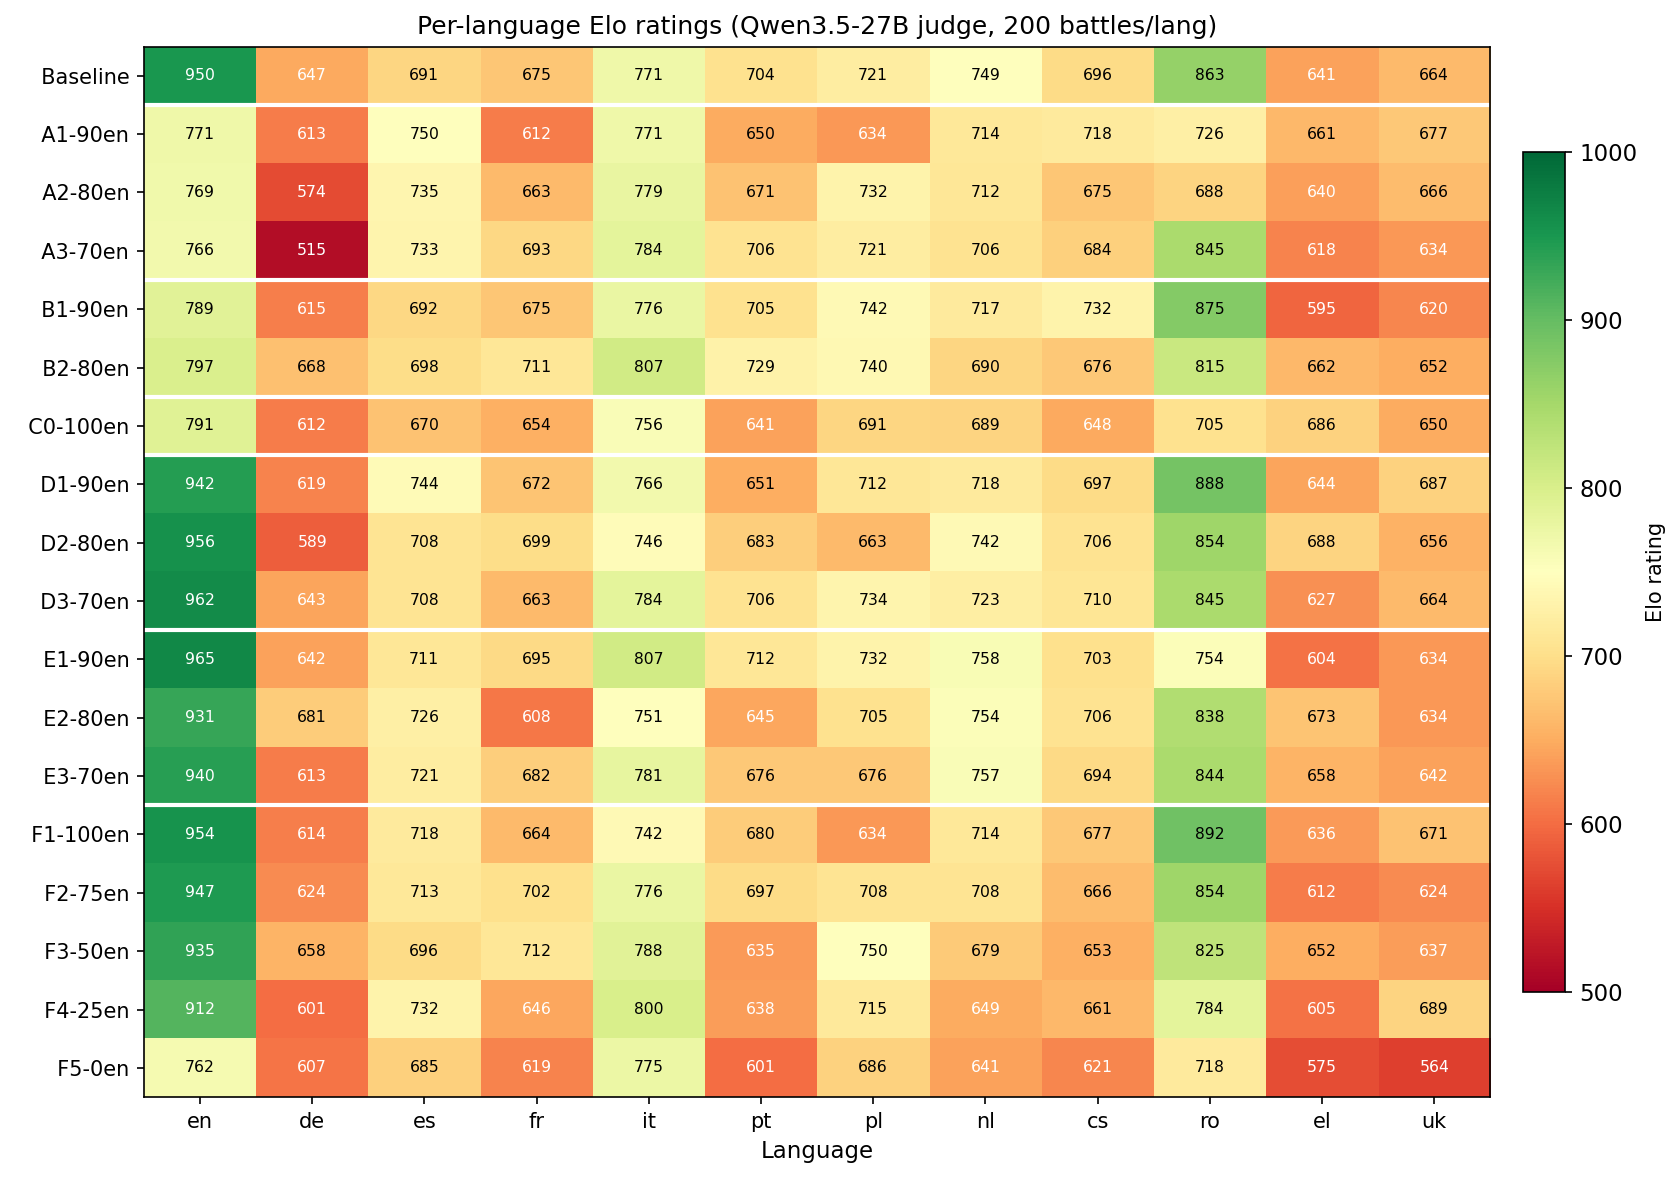 Per-language Elo ratings (Qwen3.5-27B judge, 200 battles/lang)
Baseline 950 647 691 675 771 704 721 749 696 863 641 664
A1-90en 771 613 750 612 771 650 634 714 718 726 661 677
A2-80en 769 574 735 663 779 671 732 712 675 688 640 666
A3-70en 766 515 733 693 784 706 721 706 684 845 618 634
B1-90en 789 615 692 675 776 705 742 717 732 875 595 620
B2-80en 797 668 698 711 807 729 740 690 676 815 662 652
C0-100en 791 612 670 654 756 641 691 689 648 705 686 650
D1-90en 942 619 744 672 766 651 712 718 697 888 644 687
D2-80en 956 589 708 699 746 683 663 742 706 854 688 656
D3-70en 962 643 708 663 784 706 734 723 710 845 627 664
E1-90en 965 642 711 695 807 712 732 758 703 754 604 634
E2-80en 931 681 726 608 751 645 705 754 706 838 673 634
E3-70en 940 613 721 682 781 676 676 757 694 844 658 642
F1-100en 954 614 718 664 742 680 634 714 677 892 636 671
F2-75en 947 624 713 702 776 697 708 708 666 854 612 624
F3-50en 935 658 696 712 788 635 750 679 653 825 652 637
F4-25en 912 601 732 646 800 638 715 649 661 784 605 689
F5-0en 762 607 685 619 775 601 686 641 621 718 575 564
en de es fr it pt pl nl cs ro el uk
Language
1000
900
800
700
600
500
Elo rating